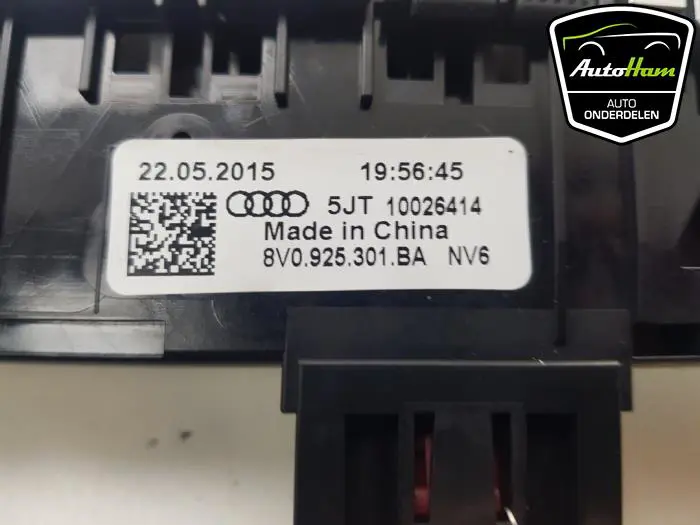 AutoHam
AUTO
ONDERDELEN
22.05.2015 19:56:45
5JT 10026414
Made in China
8V0.925.301.BA NV6